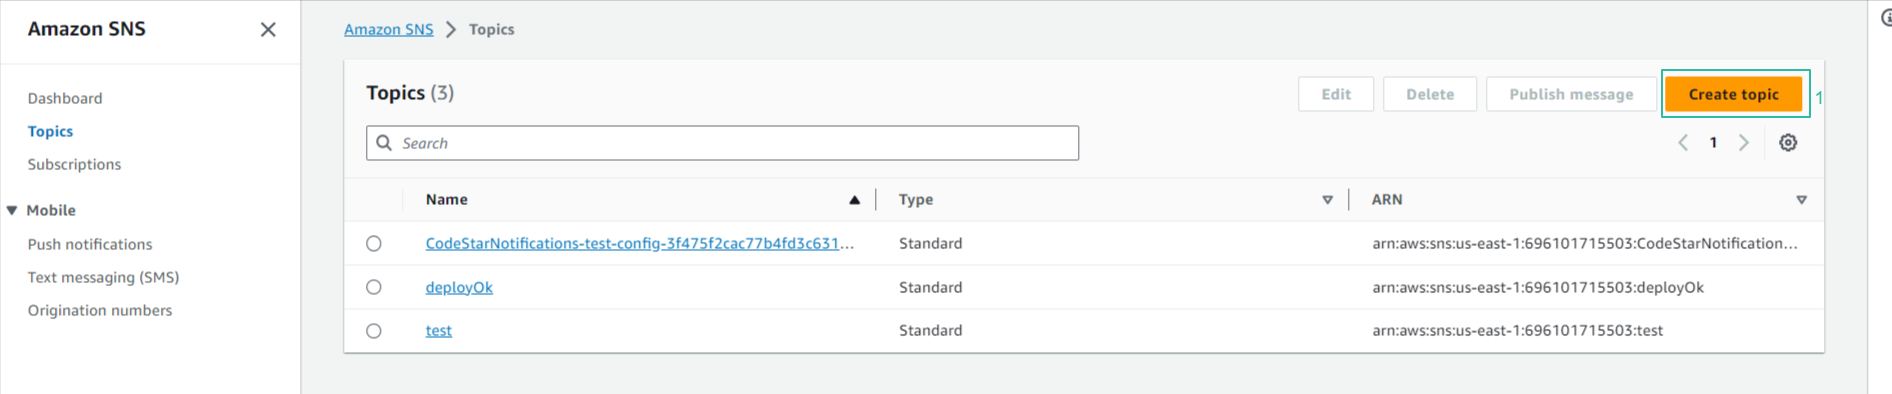 Amazon SNS
Amazon SNS > Topics
Dashboard
Topics
Subscriptions
Mobile
Push notifications
Text messaging (SMS)
Origination numbers
Topics (3)
Edit
Delete
Publish message
Create topic
1
Search
1
Name Type ARN
CodeStarNotifications-test-config-3f475f2cac77b4fd3c631... Standard arn:aws:sns:us-east-1:696101715503:CodeStarNotification...
deployOk Standard arn:aws:sns:us-east-1:696101715503:deployOk
test Standard arn:aws:sns:us-east-1:696101715503:test